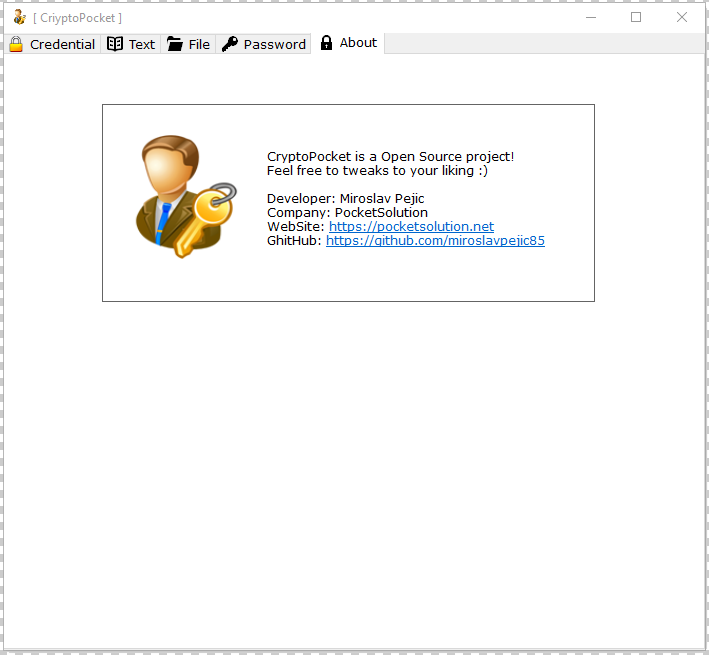 [ CriyptoPocket ]
Credential Text File Password About
CryptoPocket is a Open Source project!
Feel free to tweaks to your liking :)
Developer: Miroslav Pejic
Company: PocketSolution
WebSite: https://pocketsolution.net
GhitHub: https://github.com/miroslavpejic85